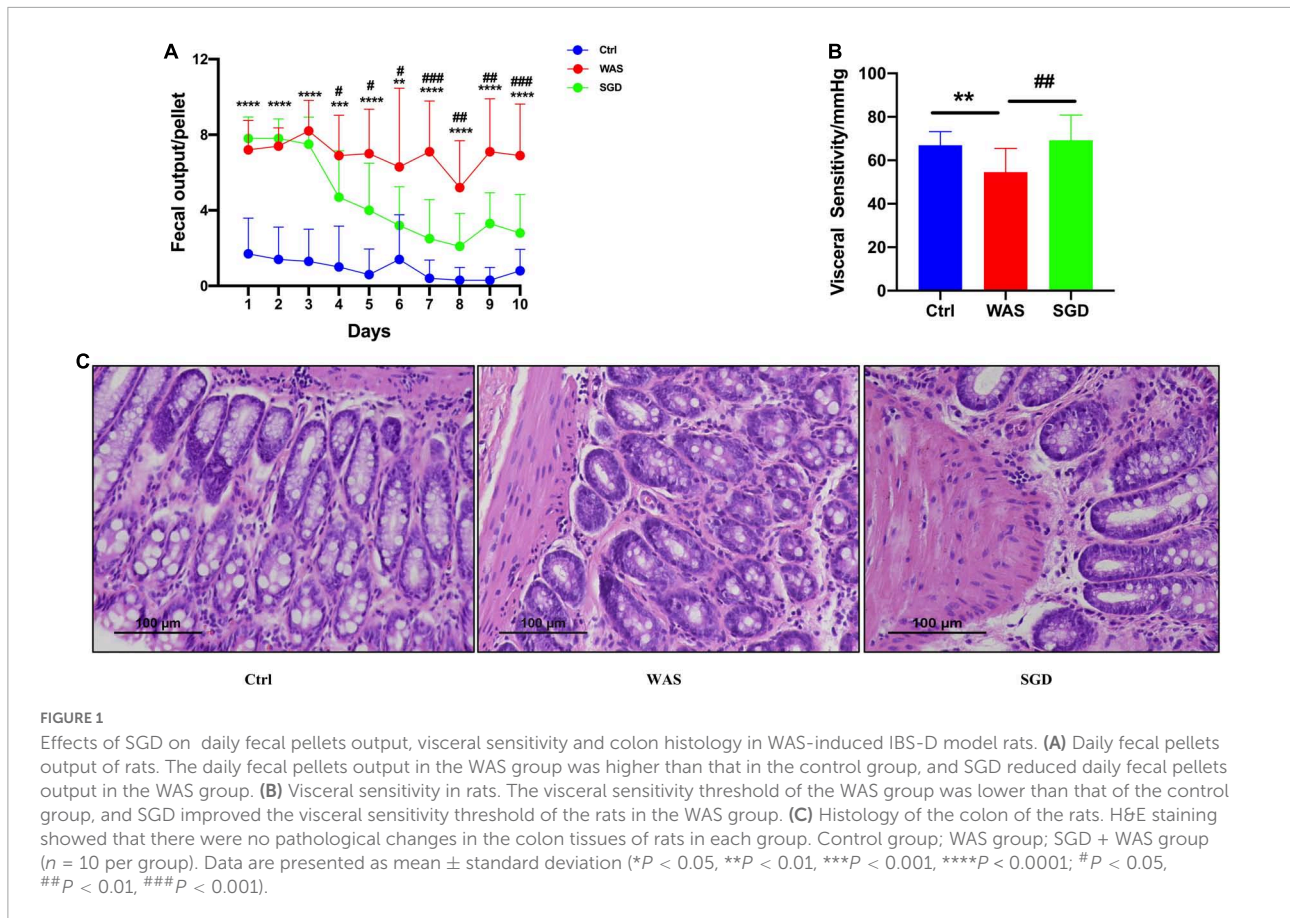 A
Fecal output/pellet
12
8
4
0
**** **** **** # *** # **** # ** ### **** ## **** ## **** ### ****
1 2 3 4 5 6 7 8 9 10
Days
Ctrl
WAS
SGD
B
Visceral Sensitivity/mmHg
100
80
60
40
20
0
** ##
Ctrl WAS SGD
C
100 µm 100 µm 100 µm
Ctrl WAS SGD
FIGURE 1
Effects of SGD on daily fecal pellets output, visceral sensitivity and colon histology in WAS-induced IBS-D model rats. (A) Daily fecal pellets
output of rats. The daily fecal pellets output in the WAS group was higher than that in the control group, and SGD reduced daily fecal pellets
output in the WAS group. (B) Visceral sensitivity in rats. The visceral sensitivity threshold of the WAS group was lower than that of the control
group, and SGD improved the visceral sensitivity threshold of the rats in the WAS group. (C) Histology of the colon of the rats. H&E staining
showed that there were no pathological changes in the colon tissues of rats in each group. Control group; WAS group; SGD + WAS group
(n = 10 per group). Data are presented as mean ± standard deviation (*P < 0.05, **P < 0.01, ***P < 0.001, ****P < 0.0001; #P < 0.05,
##P < 0.01, ###P < 0.001).